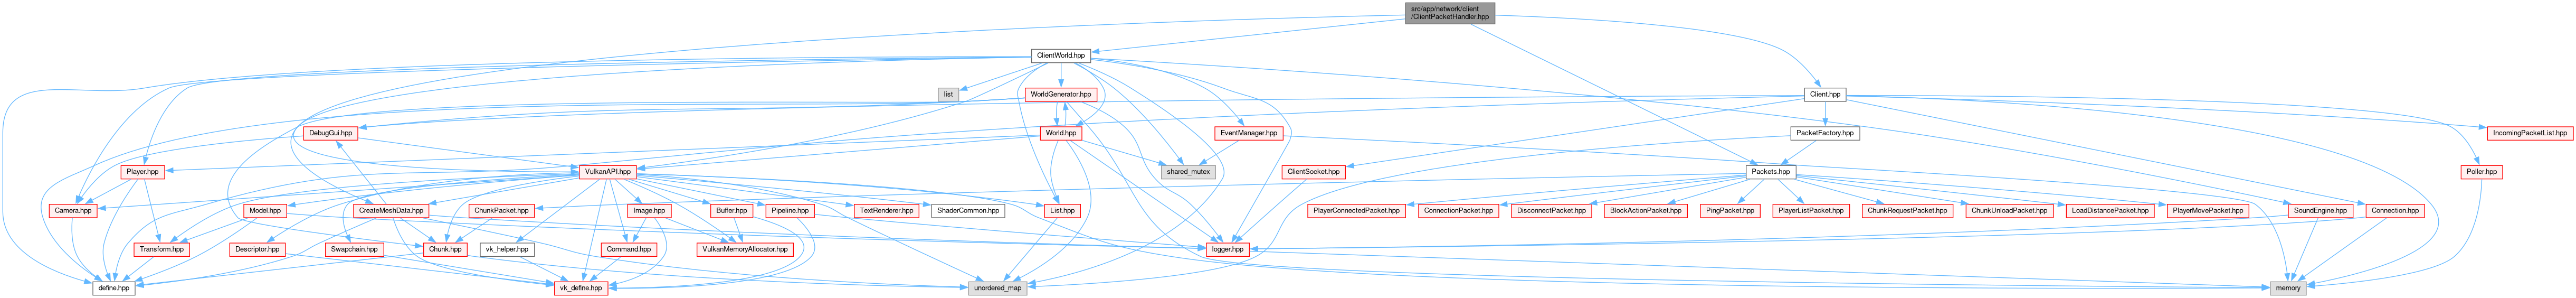 src/app/network/client
/ClientPacketHandler.hpp
ClientWorld.hpp
list
WorldGenerator.hpp
Client.hpp
DebugGui.hpp
World.hpp
EventManager.hpp
PacketFactory.hpp
IncomingPacketList.hpp
Player.hpp
VulkanAPI.hpp
shared_mutex
ClientSocket.hpp
Packets.hpp
Poller.hpp
Camera.hpp
Model.hpp
CreateMeshData.hpp
ChunkPacket.hpp
Image.hpp
Buffer.hpp
Pipeline.hpp
TextRenderer.hpp
ShaderCommon.hpp
List.hpp
PlayerConnectedPacket.hpp
ConnectionPacket.hpp
DisconnectPacket.hpp
BlockActionPacket.hpp
PingPacket.hpp
PlayerListPacket.hpp
ChunkRequestPacket.hpp
ChunkUnloadPacket.hpp
LoadDistancePacket.hpp
PlayerMovePacket.hpp
SoundEngine.hpp
Connection.hpp
Transform.hpp
Descriptor.hpp
Swapchain.hpp
Chunk.hpp
vk_helper.hpp
Command.hpp
VulkanMemoryAllocator.hpp
logger.hpp
define.hpp
vk_define.hpp
unordered_map
memory